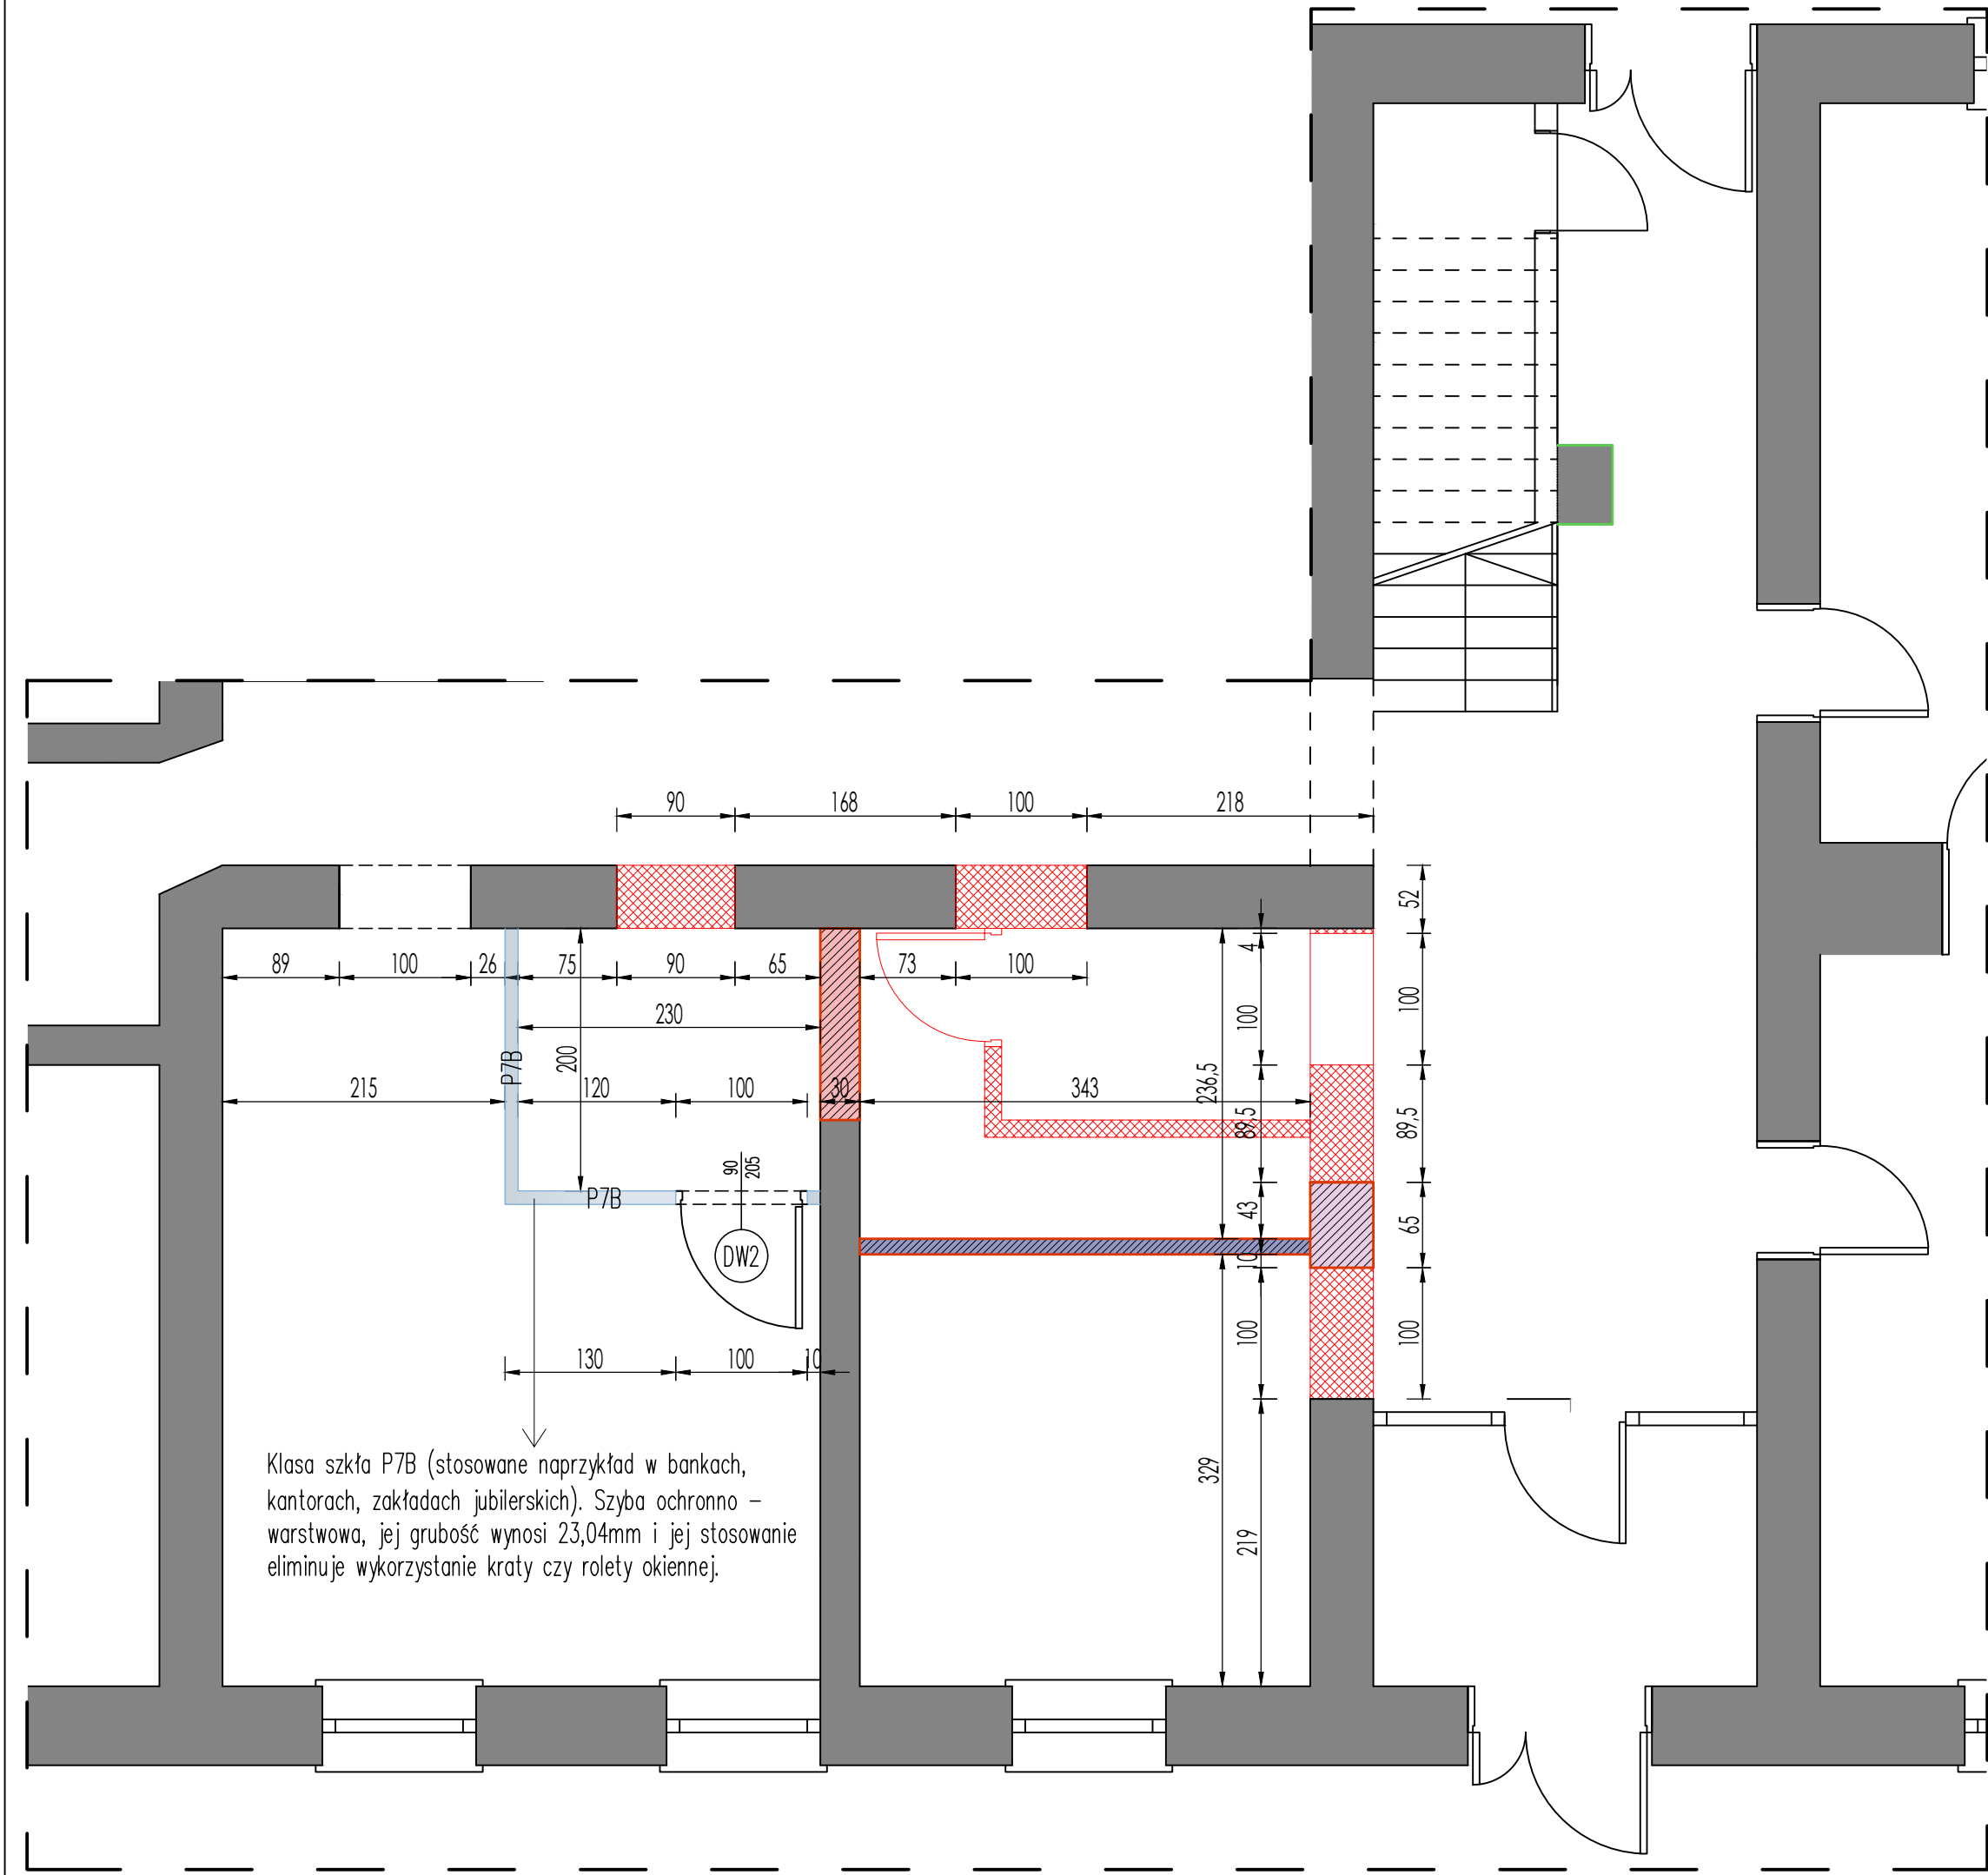 90 168 100 218
52
89 100 26 75 90 65 73 100
4
100
100
230
200
P7B
215 120 100 30 343
236,5
89,5
89,5
90
205
P7B
43
65
DW2
10
100
100
130 100 10
Klasa szkła P7B (stosowane naprzykład w bankach,
kantorach, zakładach jubilerskich). Szyba ochronno –
warstwowa, jej grubość wynosi 23,04mm i jej stosowanie
eliminuje wykorzystanie kraty czy rolety okiennej.
329
219